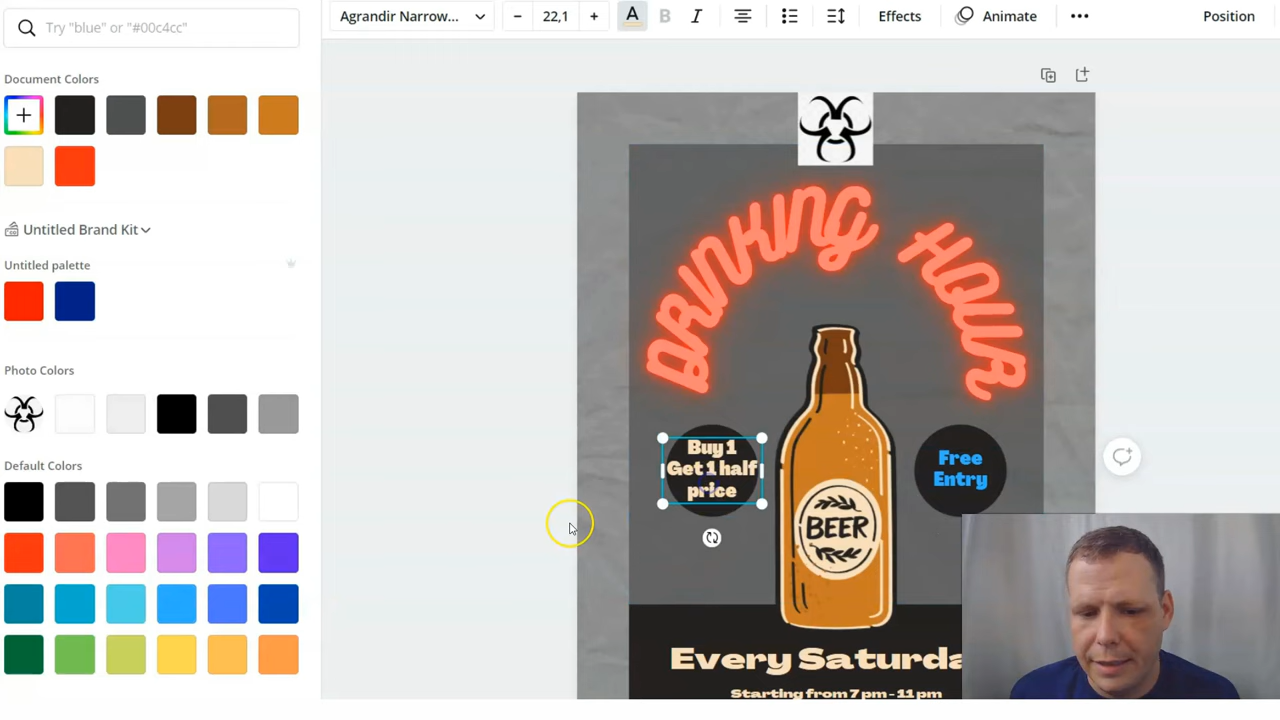 Try "blue" or "#00c4cc"
Agrandir Narrow...
− 22,1 +
A
B
I
Effects
Animate
Position
Document Colors
Untitled Brand Kit
Untitled palette
Photo Colors
Default Colors
DRINKING HOUR
Buy 1
Get 1 half
price
Free
Entry
BEER
Every Saturda
Starting from 7 pm - 11 pm